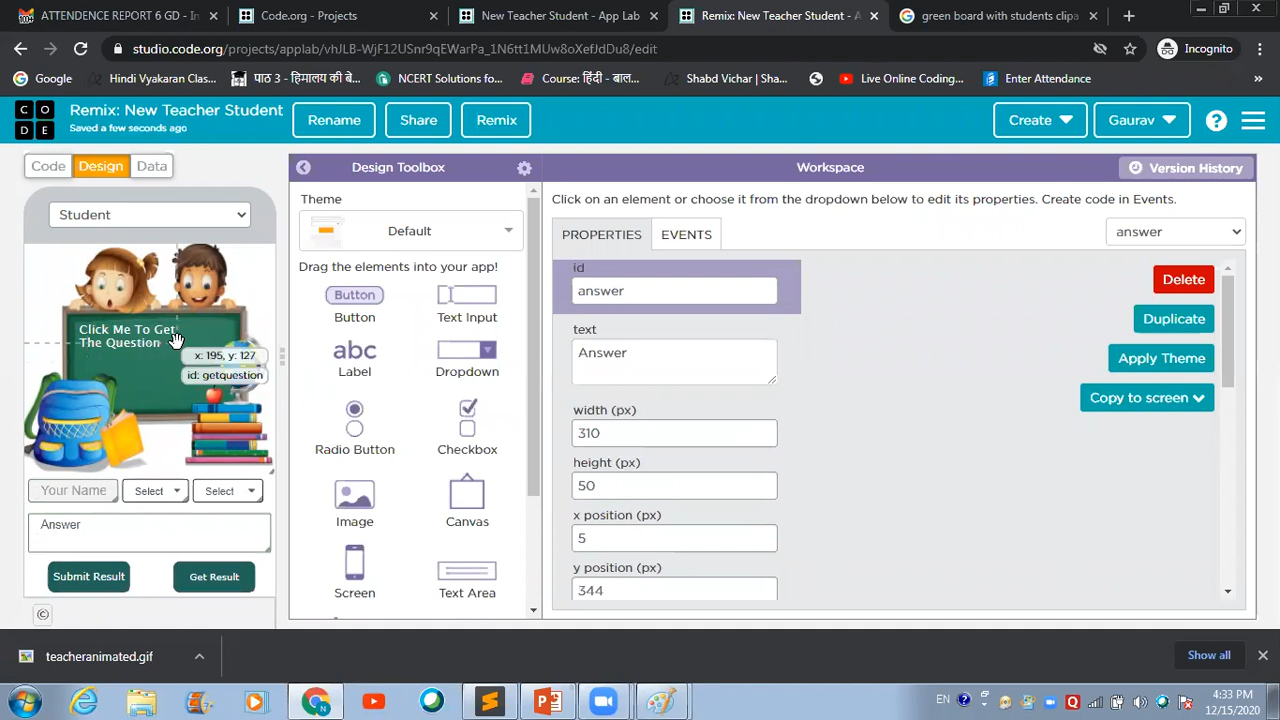 ATTENDENCE REPORT 6 GD - In
Code.org - Projects
New Teacher Student - App Lab
Remix: New Teacher Student - A
green board with students clipa
studio.code.org/projects/applab/vhJLB-WjF12USnr9qEWarPa_1N6tt1MUw8oXefJdDu8/edit
Incognito
Google
Hindi Vyakaran Clas...
पाठ 3 - हिमालय की बे...
NCERT Solutions fo...
Course: हिंदी - बाल...
Shabd Vichar | Sha...
Live Online Coding...
Enter Attendance
CODE
Remix: New Teacher Student
Saved a few seconds ago
Rename
Share
Remix
Create
Gaurav
Code
Design
Data
Design Toolbox
Workspace
Version History
Student
Theme
Default
Drag the elements into your app!
Button
Button
Text Input
abc
Label
Dropdown
Radio Button
Checkbox
Image
Canvas
Screen
Text Area
Click on an element or choose it from the dropdown below to edit its properties. Create code in Events.
PROPERTIES
EVENTS
answer
id
answer
Delete
text
Answer
Duplicate
Apply Theme
Copy to screen
width (px)
310
height (px)
50
x position (px)
5
y position (px)
344
Click Me To Get
The Question
x: 195, y: 127
id: getquestion
Your Name
Select
Select
Answer
Submit Result
Get Result
teacheranimated.gif
Show all
EN
4:33 PM
12/15/2020